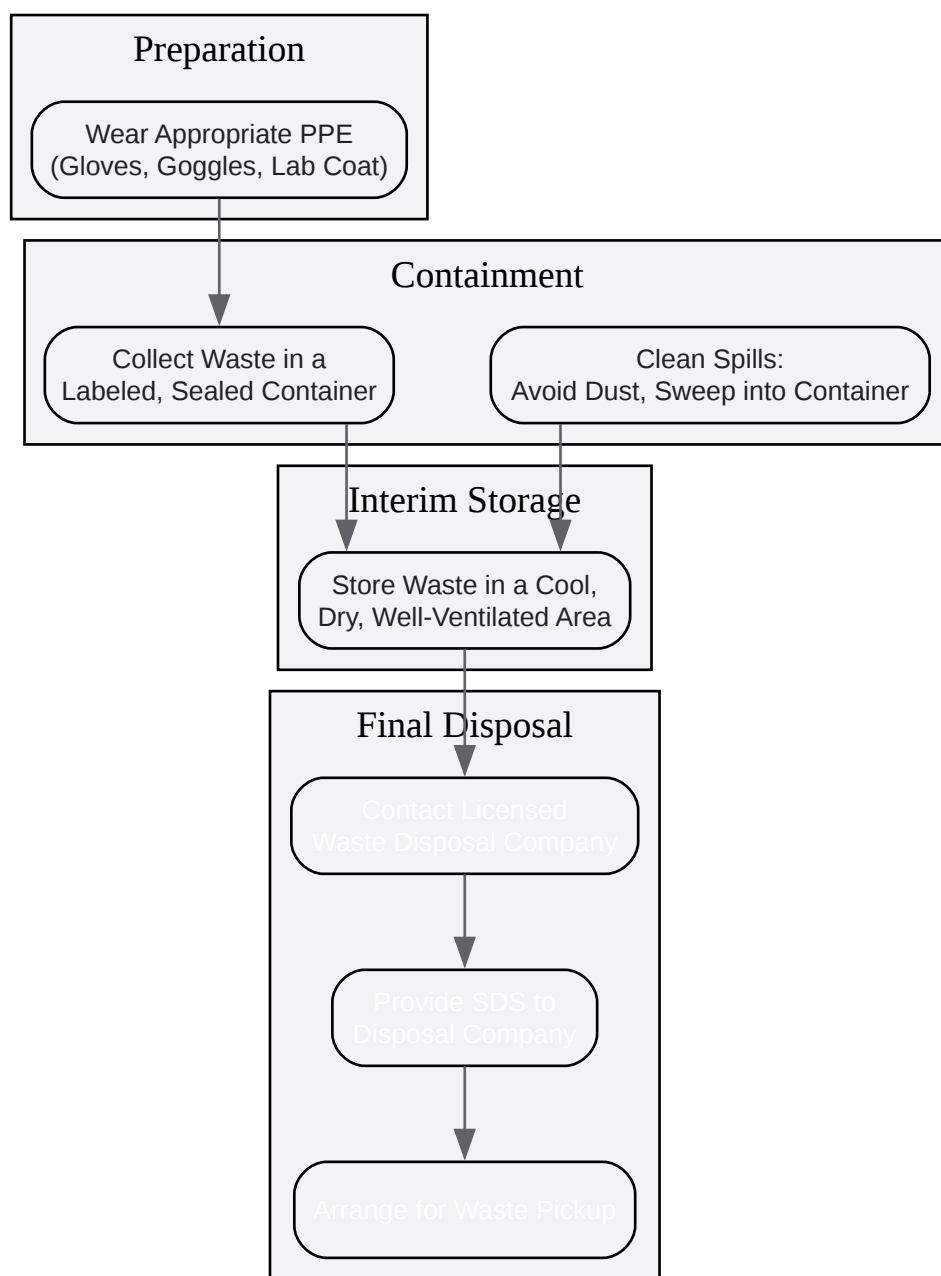 Preparation
Wear Appropriate PPE
(Gloves, Goggles, Lab Coat)
Containment
Collect Waste in a
Labeled, Sealed Container
Clean Spills:
Avoid Dust, Sweep into Container
Interim Storage
Store Waste in a Cool,
Dry, Well-Ventilated Area
Final Disposal
Contact Licensed
Waste Disposal Company
Provide SDS to
Disposal Company
Arrange for Waste Pickup